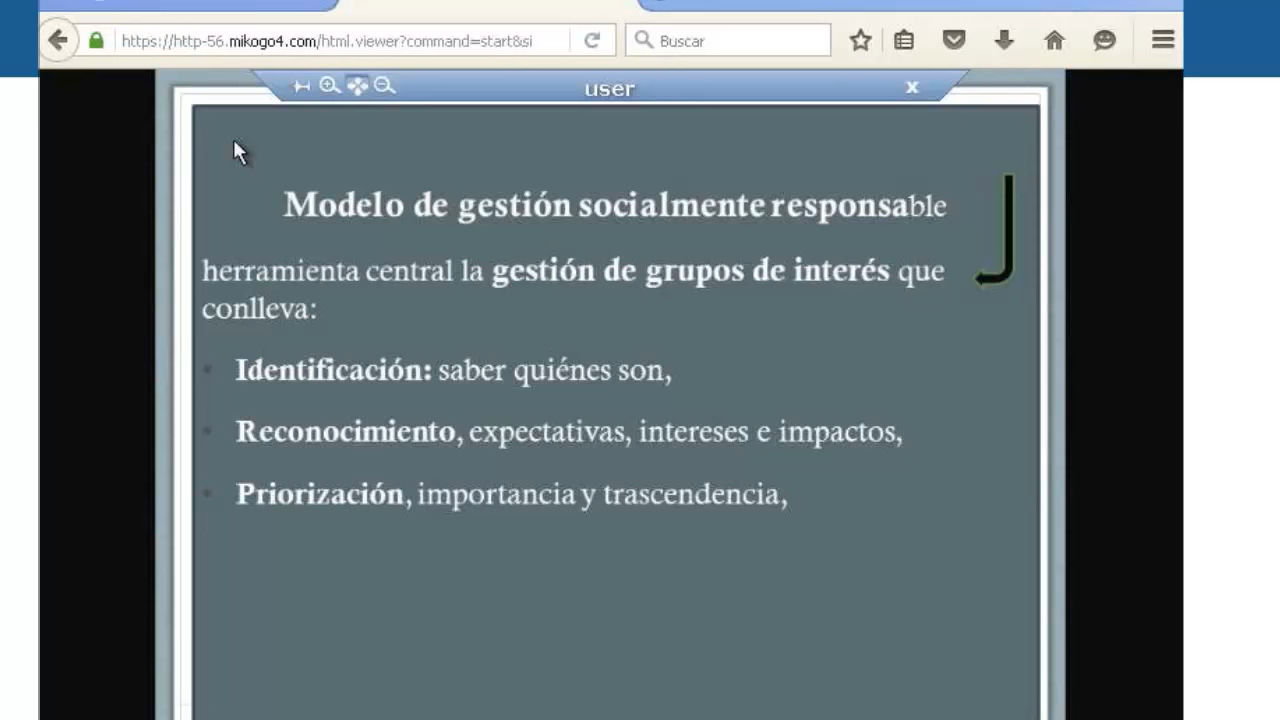 https://http-56.mikogo4.com/html.viewer?command=start&si
Buscar
user
Modelo de gestión socialmente responsable
herramienta central la gestión de grupos de interés que
conlleva:
• Identificación: saber quiénes son,
• Reconocimiento, expectativas, intereses e impactos,
• Priorización, importancia y trascendencia,